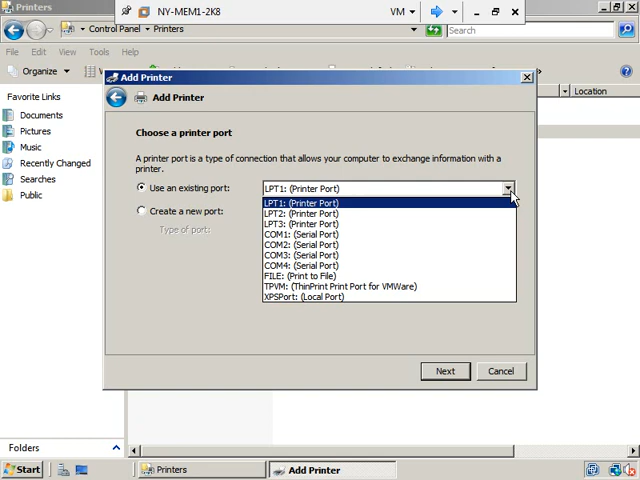 Printers
NY-MEM1-2K8
VM
Control Panel
Printers
Search
File
Edit
View
Tools
Help
Organize
Add Printer
Location
Add Printer
Favorite Links
Documents
Pictures
Music
Recently Changed
Searches
Public
Choose a printer port
A printer port is a type of connection that allows your computer to exchange information with a
printer.
Use an existing port:
LPT1: (Printer Port)
LPT1: (Printer Port)
LPT2: (Printer Port)
LPT3: (Printer Port)
COM1: (Serial Port)
COM2: (Serial Port)
COM3: (Serial Port)
COM4: (Serial Port)
FILE: (Print to File)
TPVM: (ThinPrint Print Port for VMWare)
XPSPort: (Local Port)
Create a new port:
Type of port:
Next
Cancel
Folders
Start
Printers
Add Printer